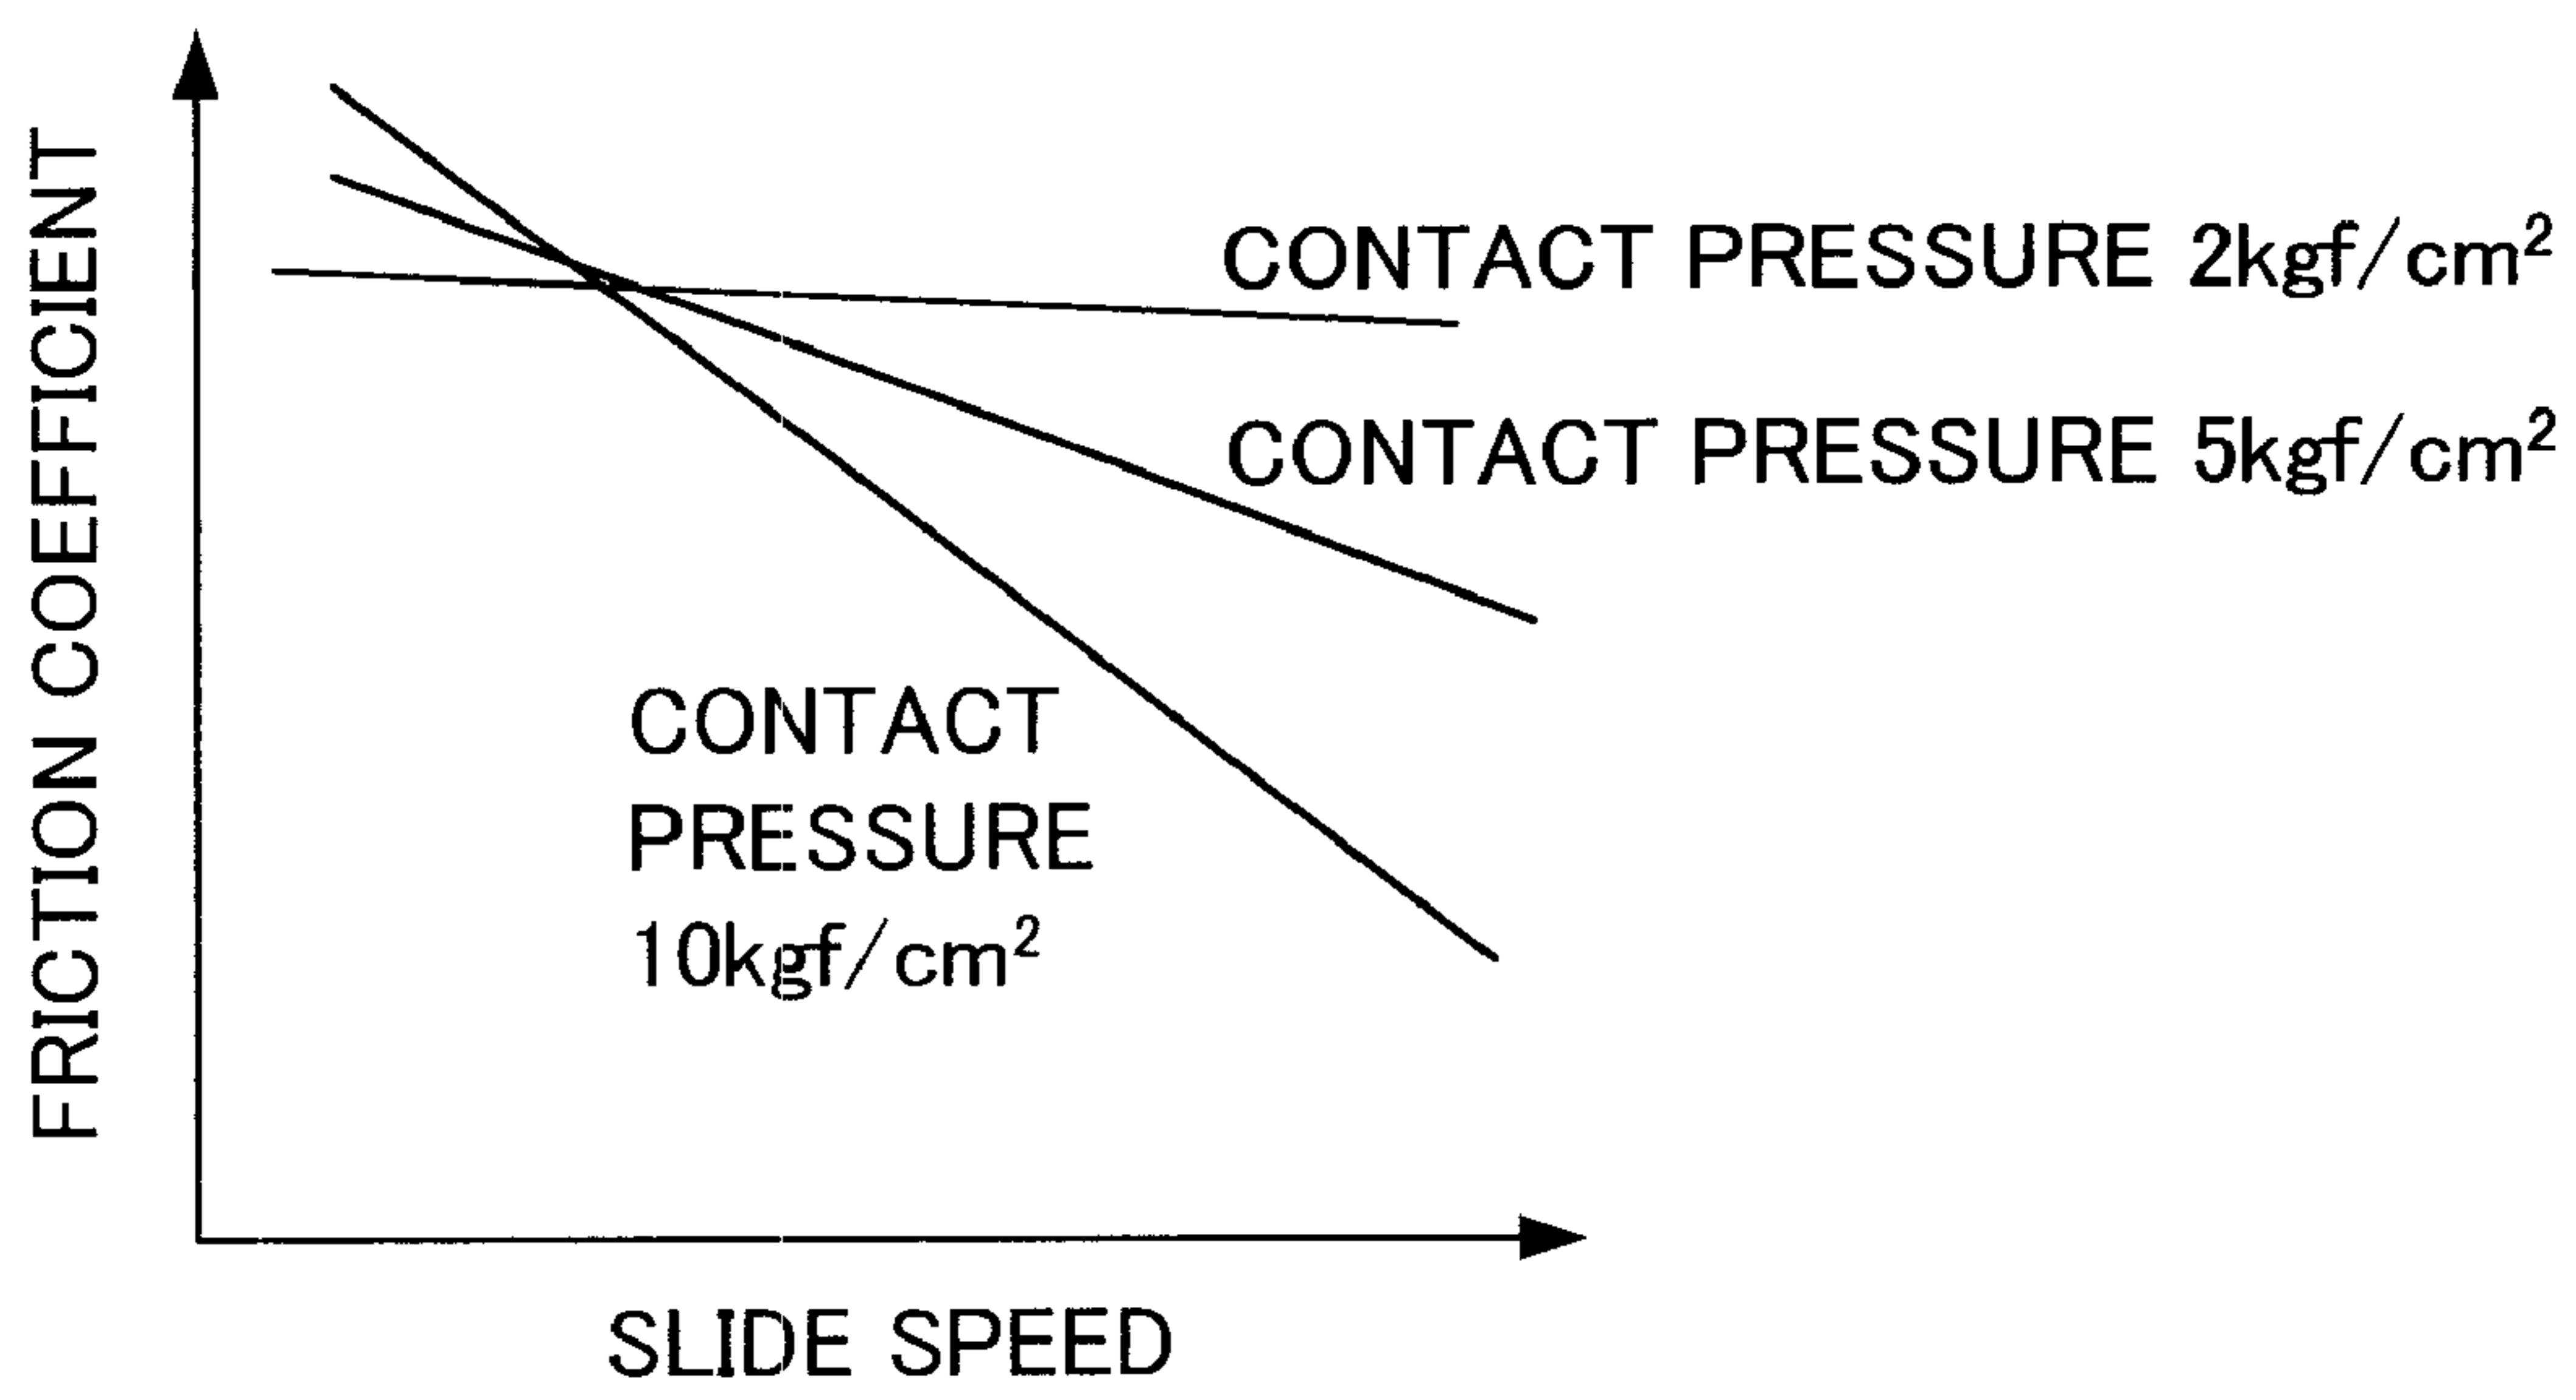 FRICTION COEFFICIENT
CONTACT PRESSURE 2kgf/cm²
CONTACT PRESSURE 5kgf/cm²
CONTACT
PRESSURE
10kgf/cm²
SLIDE SPEED